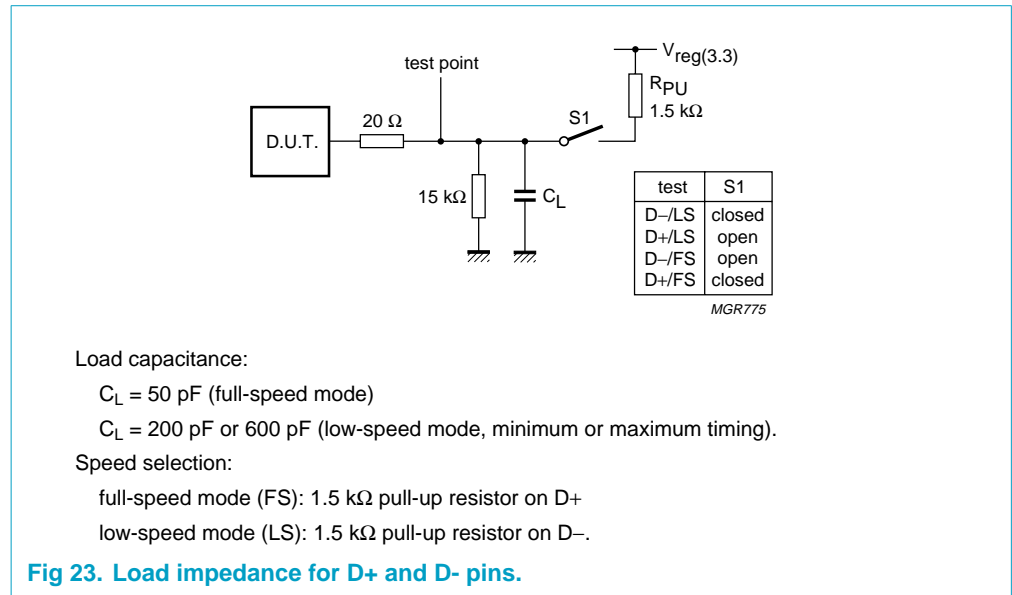 test point
V_reg(3.3)
R_PU
1.5 kΩ
S1
20 Ω
D.U.T.
15 kΩ
C_L
test S1
D−/LS closed
D+/LS open
D−/FS open
D+/FS closed
MGR775
Load capacitance:
C_L = 50 pF (full-speed mode)
C_L = 200 pF or 600 pF (low-speed mode, minimum or maximum timing).
Speed selection:
full-speed mode (FS): 1.5 kΩ pull-up resistor on D+
low-speed mode (LS): 1.5 kΩ pull-up resistor on D−.
Fig 23. Load impedance for D+ and D- pins.